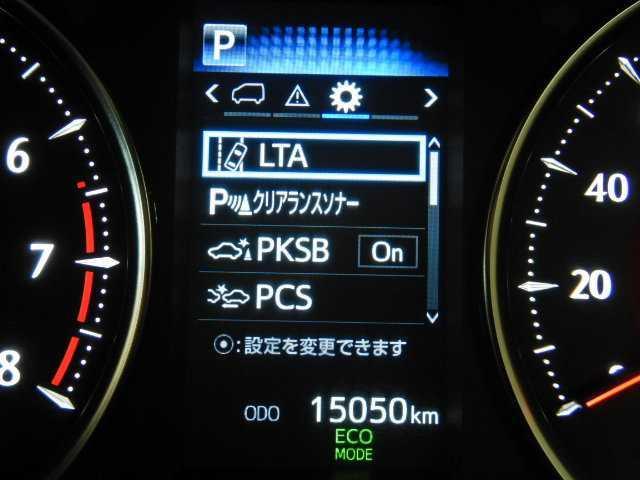 P
LTA
P クリアランスソナー
PKSB On
PCS
:設定を変更できます
ODO 15050km
ECO
MODE
6
7
8
40
20